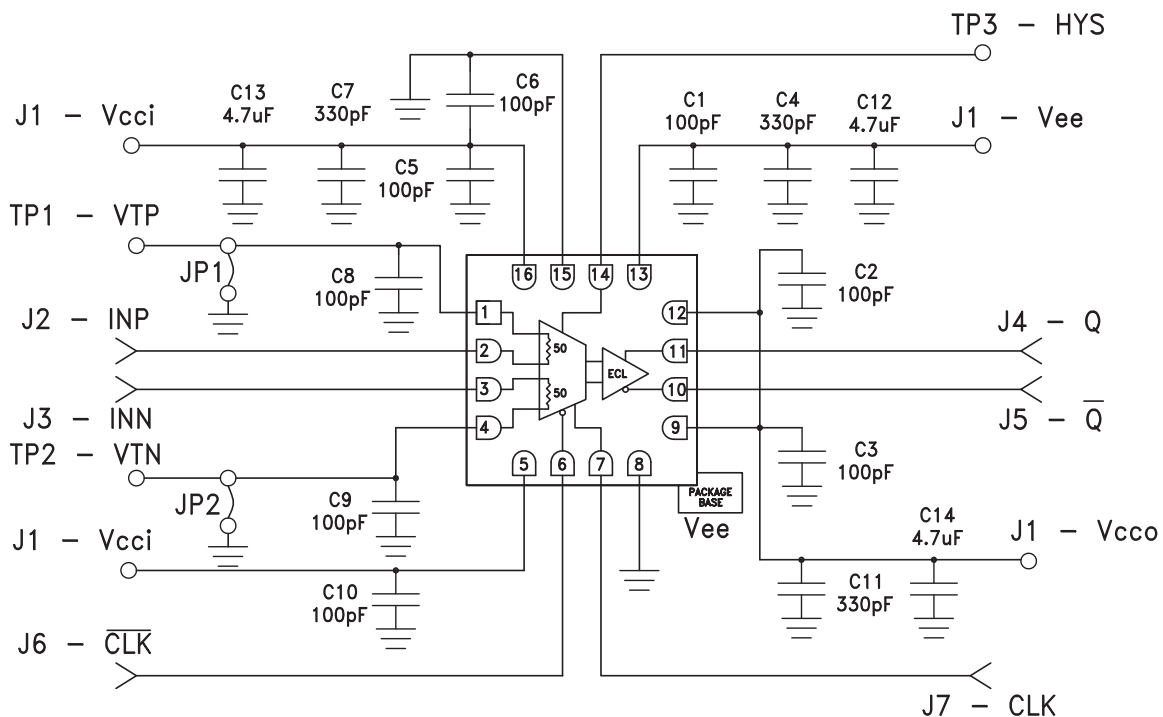 TP3 - HYS
C6
100pF
C13
4.7uF
C7
330pF
C1
100pF
C4
330pF
C12
4.7uF
J1 - Vcci
J1 - Vee
C5
100pF
TP1 - VTP
JP1
C8
100pF
16
15
14
13
C2
100pF
J2 - INP
1
12
J4 - Q
2
50
11
ECL
3
50
10
J3 - INN
J5 - Q̅
4
9
TP2 - VTN
5
6
7
8
C3
100pF
JP2
C9
100pF
PACKAGE
BASE
Vee
C14
4.7uF
J1 - Vcci
J1 - Vcco
C10
100pF
C11
330pF
J6 - C̅L̅K̅
J7 - CLK